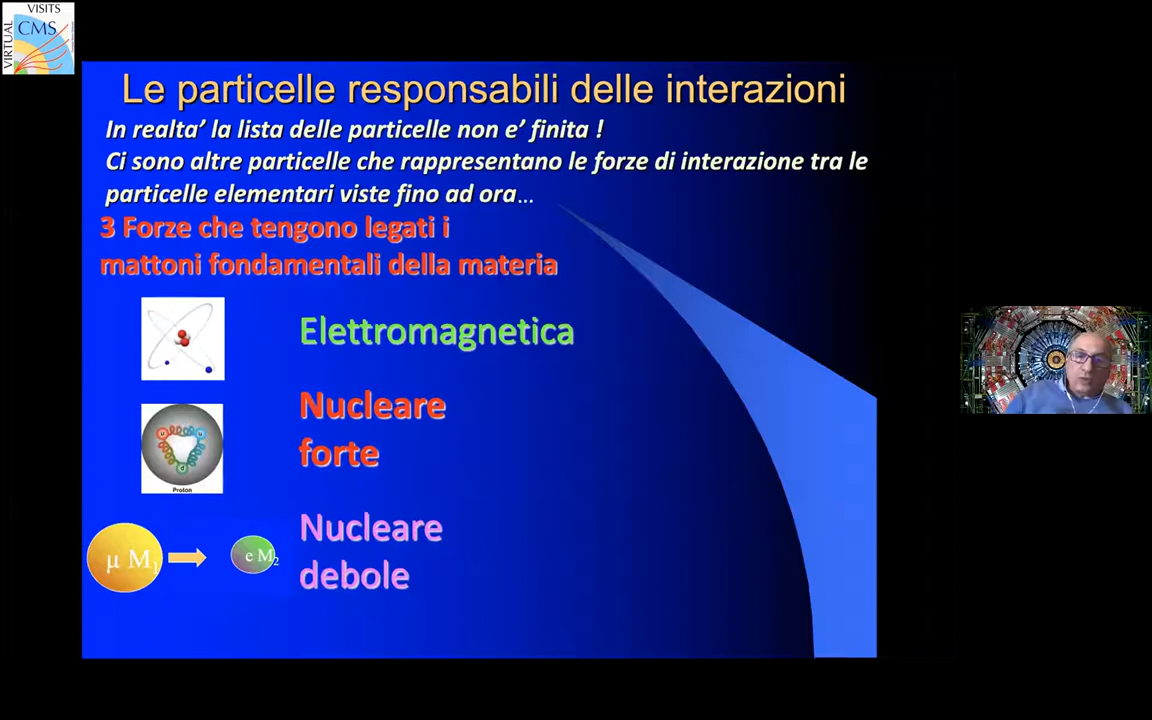 VISITS
CMS
VIRTUAL
Le particelle responsabili delle interazioni
In realta’ la lista delle particelle non e’ finita !
Ci sono altre particelle che rappresentano le forze di interazione tra le
particelle elementari viste fino ad ora...
3 Forze che tengono legati i
mattoni fondamentali della materia
Elettromagnetica
Nucleare
forte
u
u
d
Proton
Nucleare
debole
μ M1
e M2